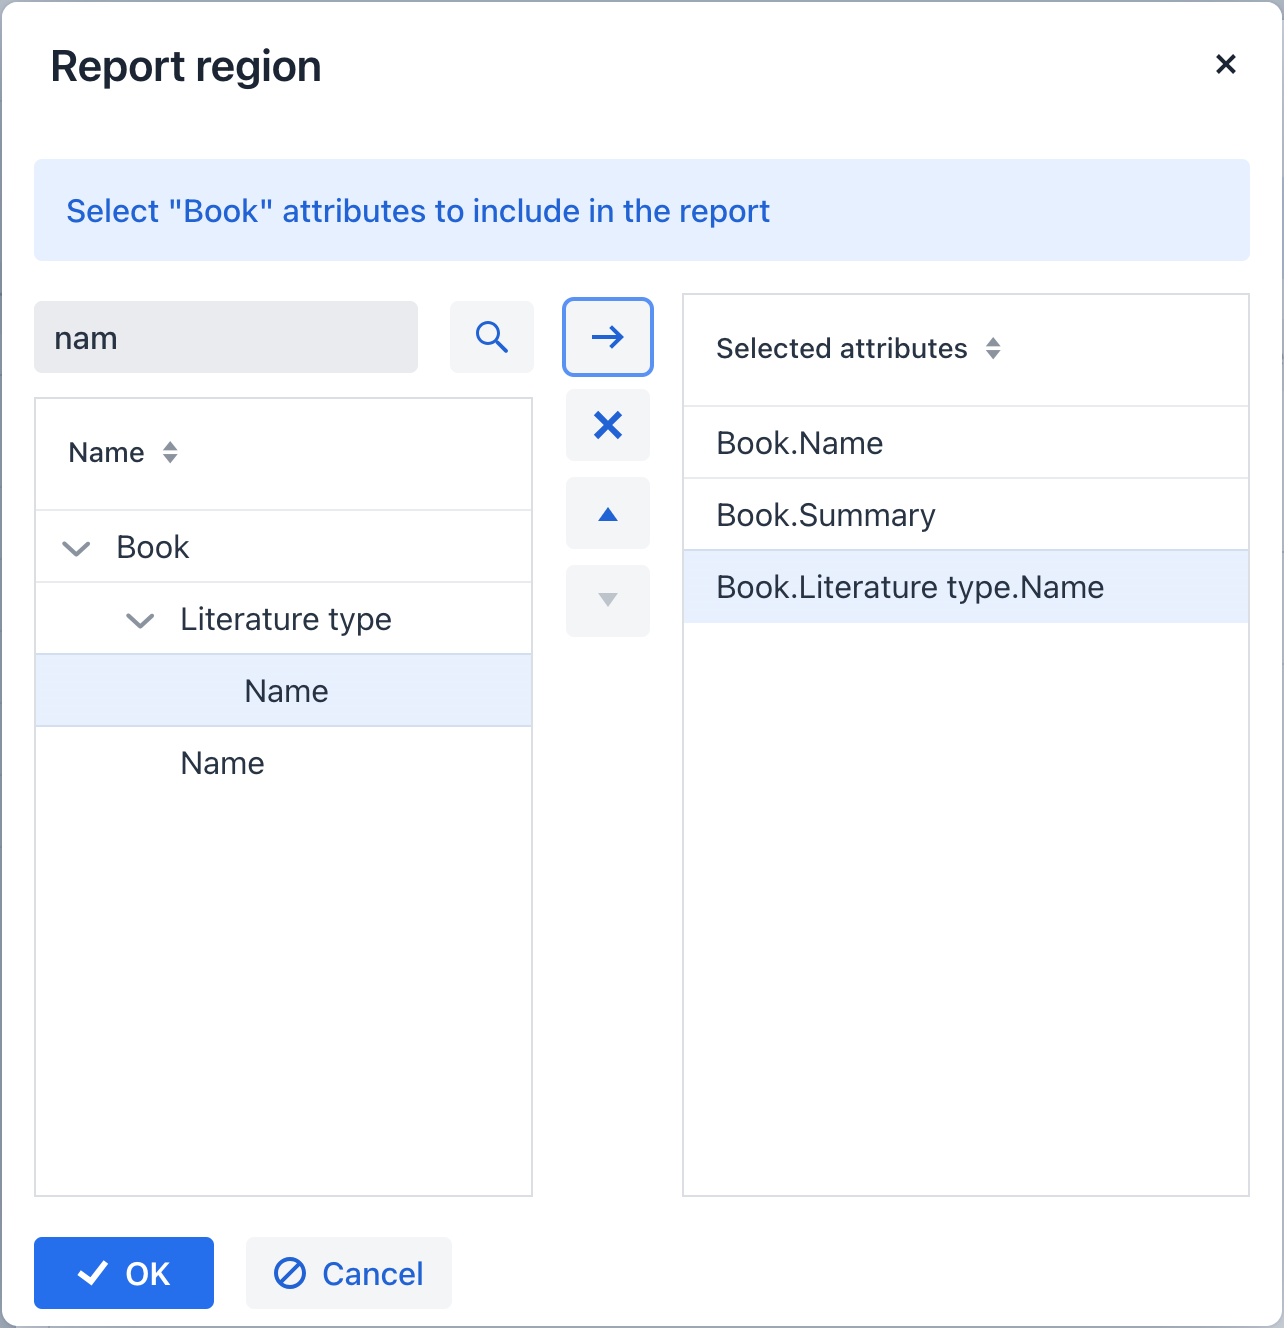 Report region
Select "Book" attributes to include in the report
nam
Name
Book
Literature type
Name
Name
Selected attributes
Book.Name
Book.Summary
Book.Literature type.Name
OK
Cancel